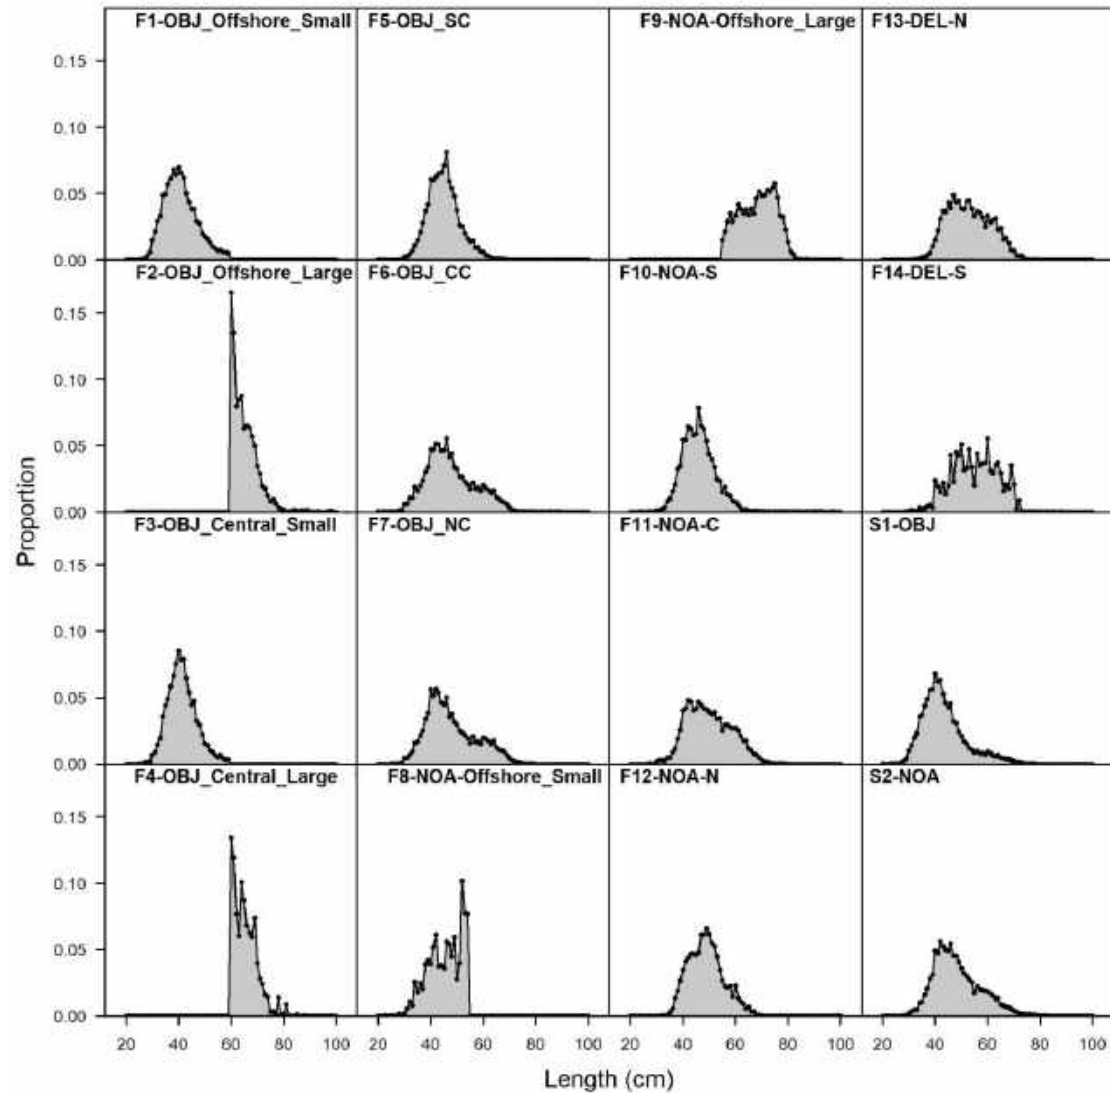 F1-OBJ_Offshore_Small F5-OBJ_SC F9-NOA-Offshore_Large F13-DEL-N
0.15
0.10
0.05
0.00
F2-OBJ_Offshore_Large F6-OBJ_CC F10-NOA-S F14-DEL-S
0.15
0.10
0.05
0.00
Proportion
F3-OBJ_Central_Small F7-OBJ_NC F11-NOA-C S1-OBJ
0.15
0.10
0.05
0.00
F4-OBJ_Central_Large F8-NOA-Offshore_Small F12-NOA-N S2-NOA
0.15
0.10
0.05
0.00
20 40 60 80 100 20 40 60 80 100 20 40 60 80 100 20 40 60 80 100
Length (cm)